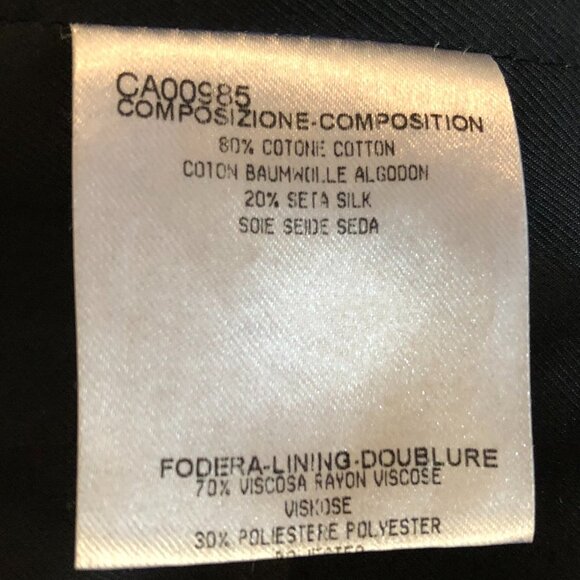 CA00985
COMPOSIZIONE-COMPOSITION
80% COTONE COTTON
COTON BAUMWOLLE ALGODON
20% SETA SILK
SOIE SEIDE SEDA
FODERA-LINING-DOUBLURE
70% VISCOSA RAYON VISCOSE
VISKOSE
30% POLIESTERE POLYESTER